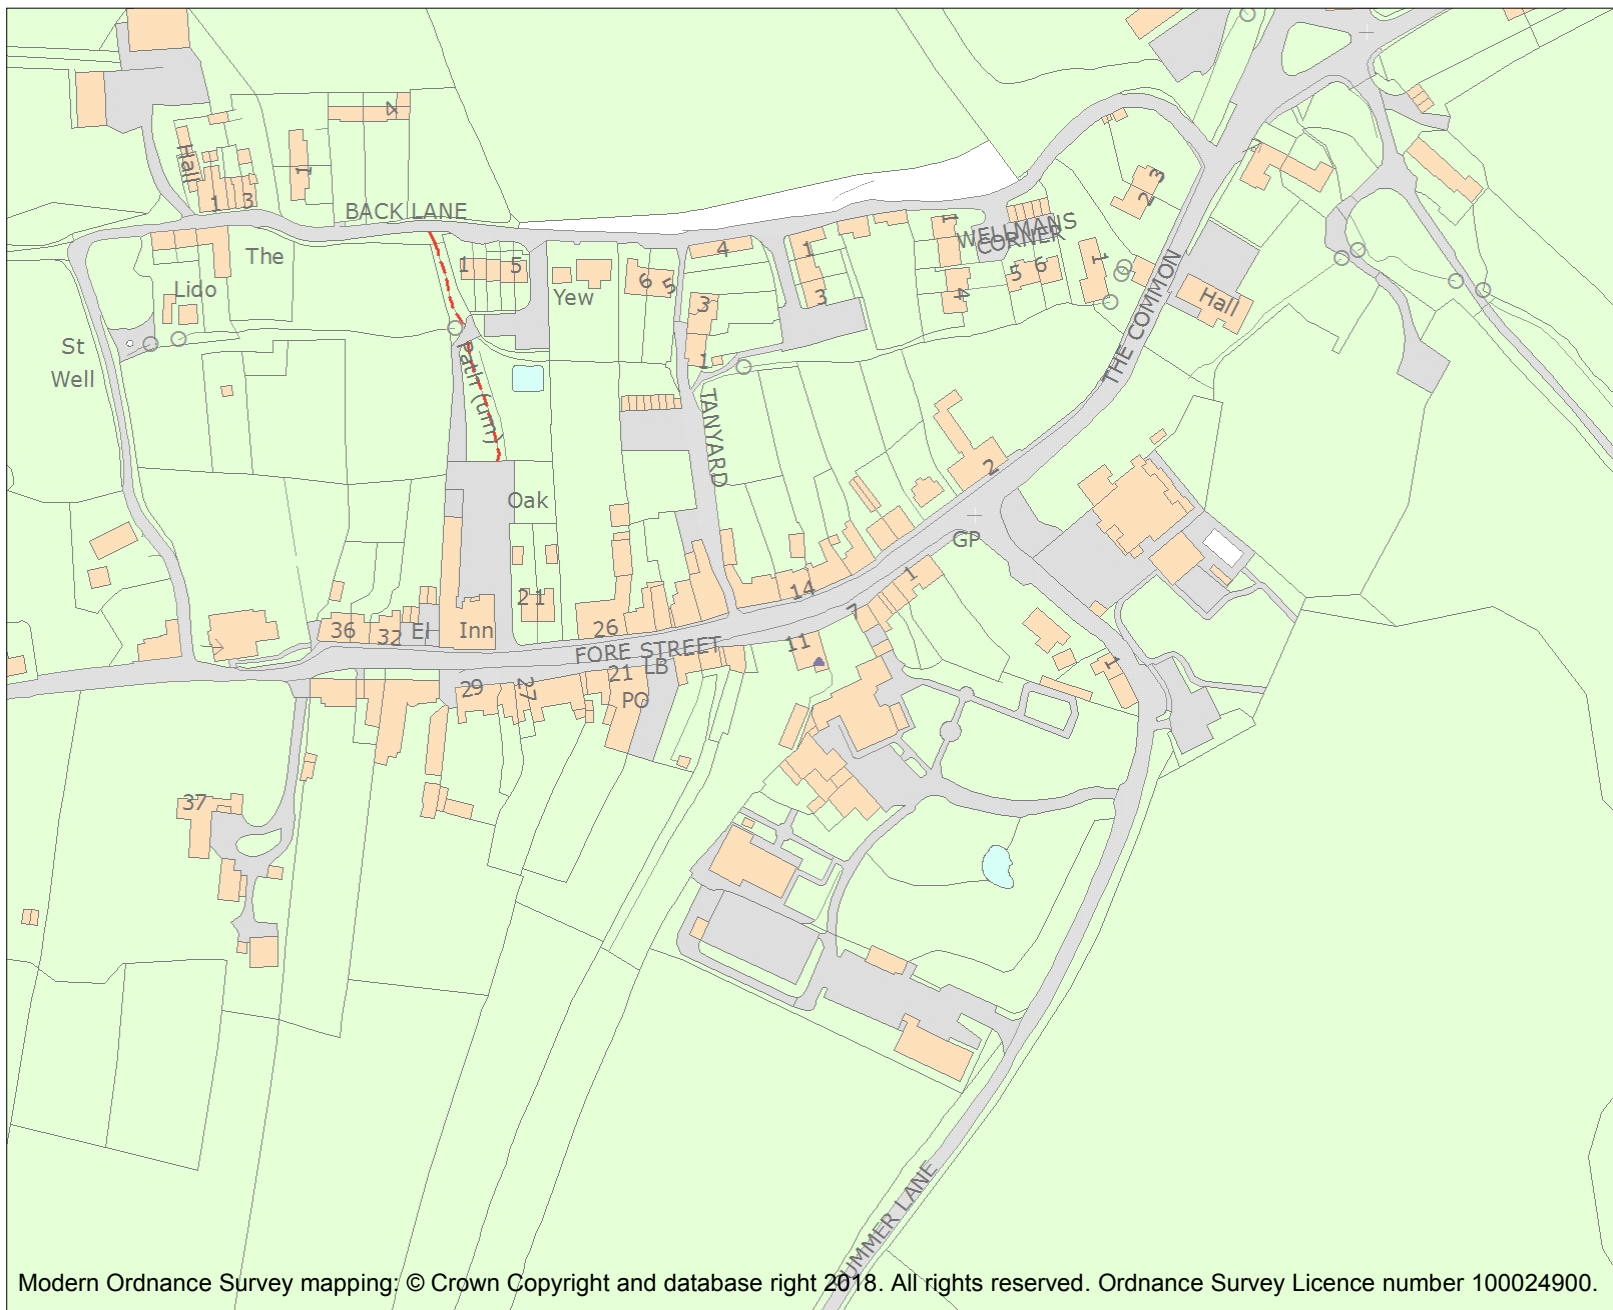 4
Hall
1
1 3
BACK LANE
The
Lido
St
Well
1 5
Yew
6 5
4
3
1
1
3
1
4
WELLMANS
CORNER
5 6
1
2 3
2
Hall
THE COMMON
Path (um)
TANYARD
Oak
2 1
2
GP
14
1
7
11
36
32
El
Inn
26
FORE STREET
LB
21
PO
29
27
1
37
SUMMER LANE
Modern Ordnance Survey mapping: © Crown Copyright and database right 2018. All rights reserved. Ordnance Survey Licence number 100024900.